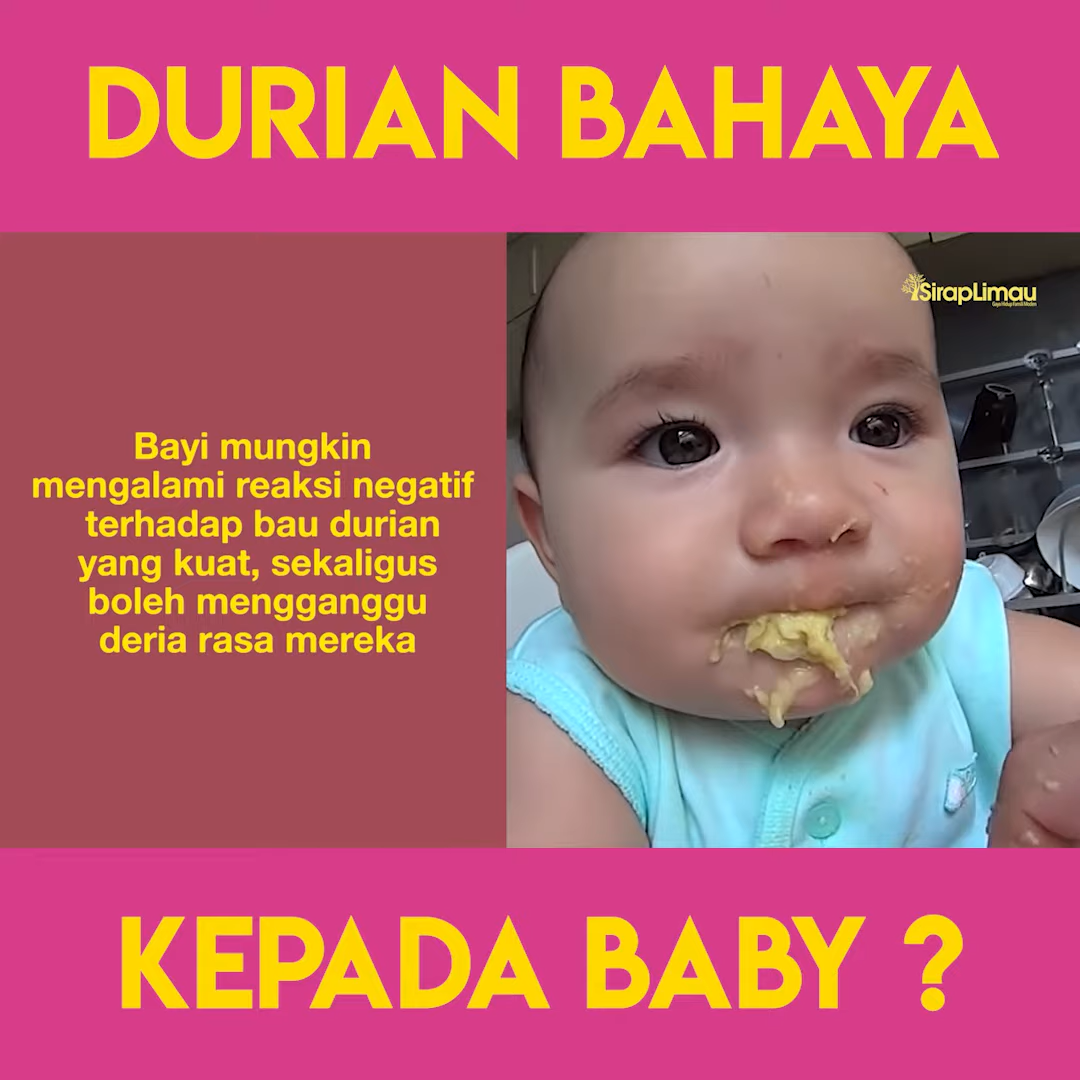 DURIAN BAHAYA
SirapLimau
Bayi mungkin
mengalami reaksi negatif
terhadap bau durian
yang kuat, sekaligus
boleh mengganggu
deria rasa mereka
KEPADA BABY ?